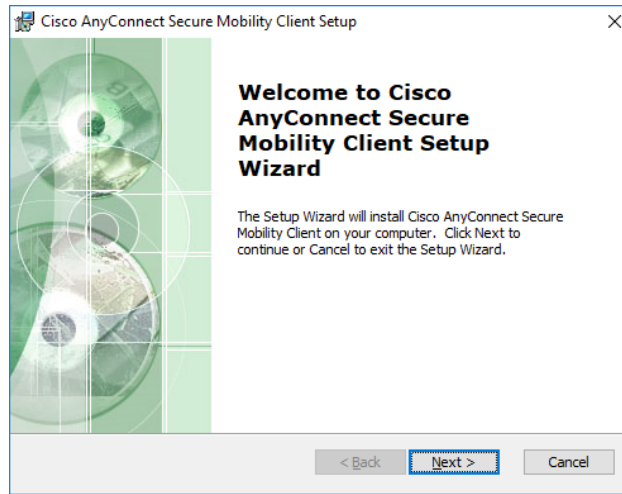 Cisco AnyConnect Secure Mobility Client Setup
Welcome to Cisco
AnyConnect Secure
Mobility Client Setup
Wizard
The Setup Wizard will install Cisco AnyConnect Secure
Mobility Client on your computer. Click Next to
continue or Cancel to exit the Setup Wizard.
< Back Next > Cancel